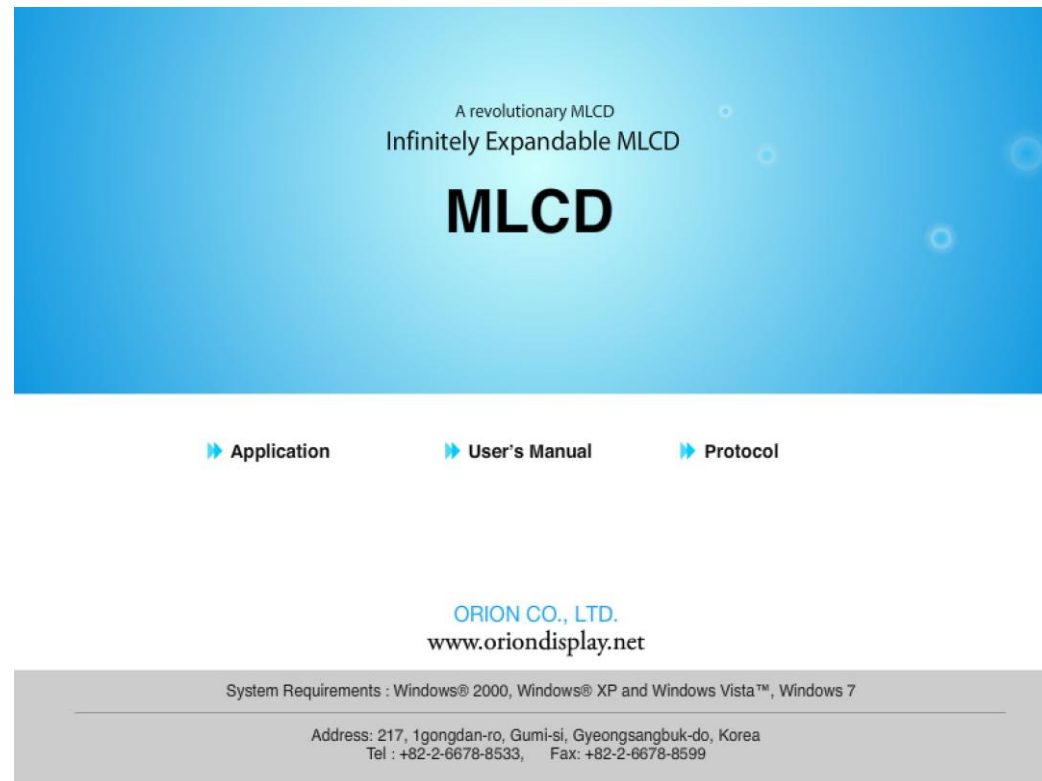 A revolutionary MLCD
Infinitely Expandable MLCD
MLCD
Application
User's Manual
Protocol
ORION CO., LTD.
www.oriondisplay.net
System Requirements : Windows® 2000, Windows® XP and Windows Vista™, Windows 7
Address: 217, 1gongdan-ro, Gumi-si, Gyeongsangbuk-do, Korea
Tel : +82-2-6678-8533, Fax: +82-2-6678-8599